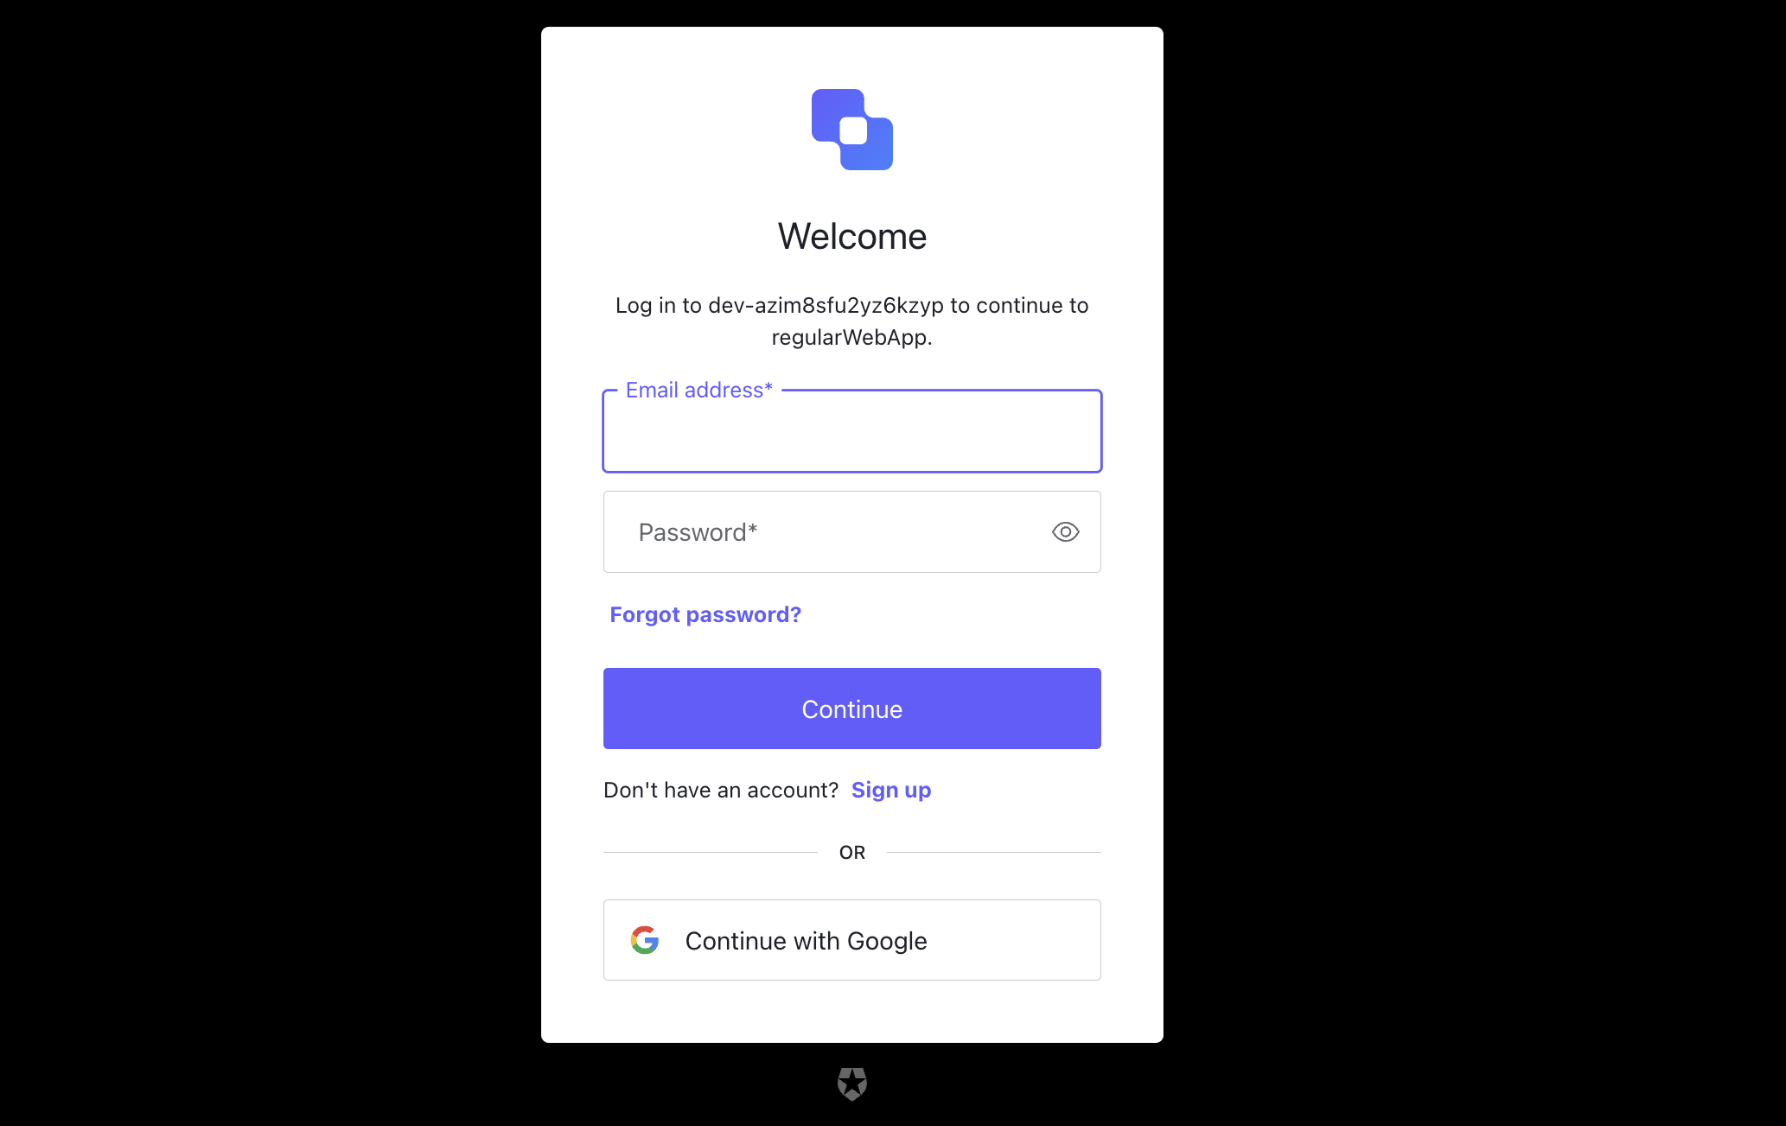 Welcome
Log in to dev-azim8sfu2yz6kzyp to continue to
regularWebApp.
Email address*
Password*
Forgot password?
Continue
Don't have an account? Sign up
OR
Continue with Google